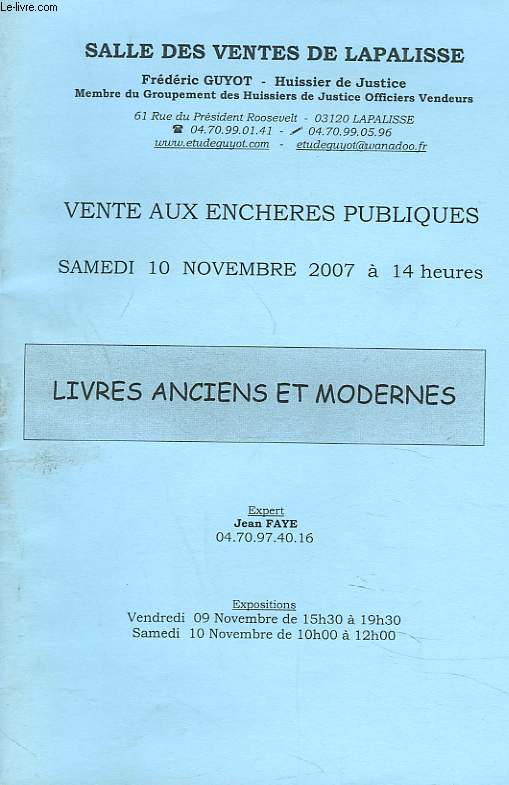 Le-livre.com
SALLE DES VENTES DE LAPALISSE
Frédéric GUYOT - Huissier de Justice
Membre du Groupement des Huissiers de Justice Officiers Vendeurs
61 Rue du Président Roosevelt - 03120 LAPALISSE
☎ 04.70.99.01.41 - 04.70.99.05.96
www.etudeguyot.com - etudeguyot@wanadoo.fr
VENTE AUX ENCHERES PUBLIQUES
SAMEDI 10 NOVEMBRE 2007 à 14 heures
LIVRES ANCIENS ET MODERNES
Expert
Jean FAYE
04.70.97.40.16
Expositions
Vendredi 09 Novembre de 15h30 à 19h30
Samedi 10 Novembre de 10h00 à 12h00